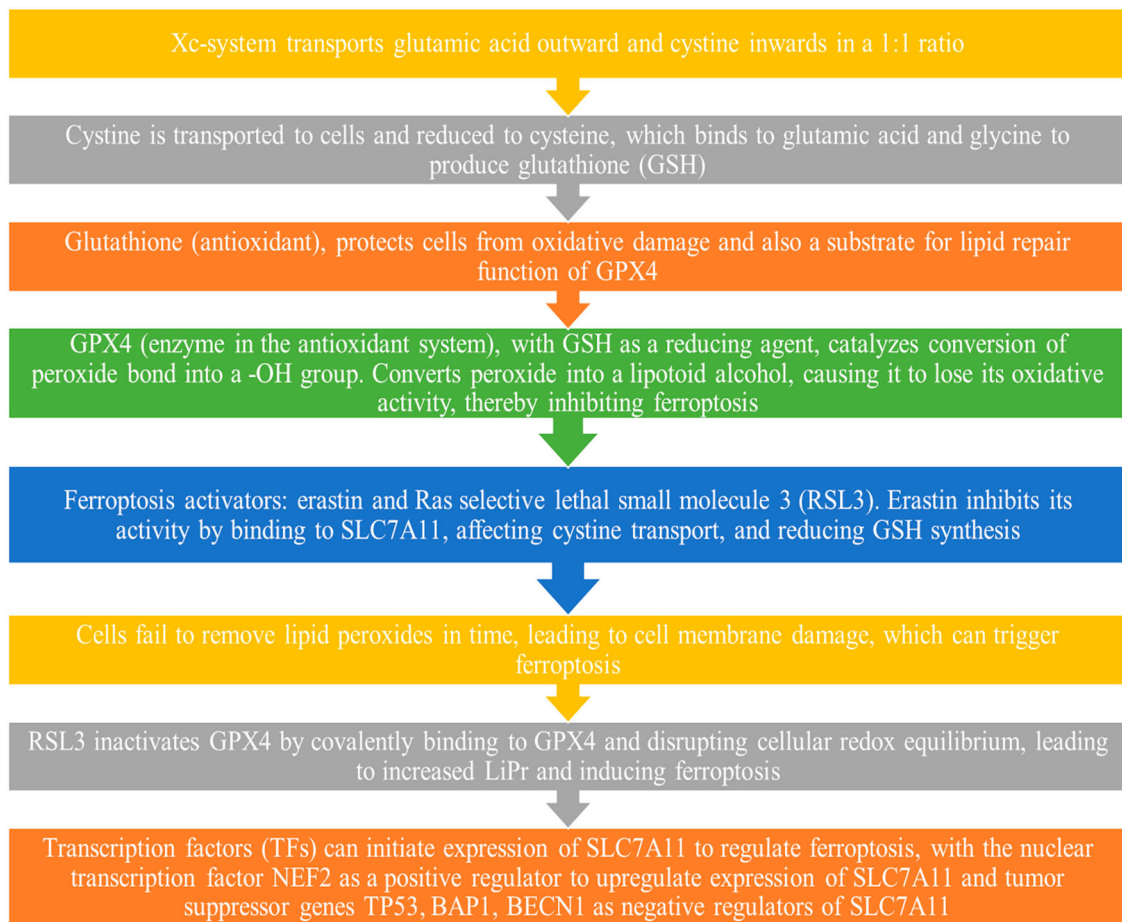 Xc-system transports glutamic acid outward and cystine inwards in a 1:1 ratio
Cystine is transported to cells and reduced to cysteine, which binds to glutamic acid and glycine to
produce glutathione (GSH)
Glutathione (antioxidant), protects cells from oxidative damage and also a substrate for lipid repair
function of GPX4
GPX4 (enzyme in the antioxidant system), with GSH as a reducing agent, catalyzes conversion of
peroxide bond into a -OH group. Converts peroxide into a lipotoid alcohol, causing it to lose its oxidative
activity, thereby inhibiting ferroptosis
Ferroptosis activators: erastin and Ras selective lethal small molecule 3 (RSL3). Erastin inhibits its
activity by binding to SLC7A11, affecting cystine transport, and reducing GSH synthesis
Cells fail to remove lipid peroxides in time, leading to cell membrane damage, which can trigger
ferroptosis
RSL3 inactivates GPX4 by covalently binding to GPX4 and disrupting cellular redox equilibrium, leading
to increased LiPr and inducing ferroptosis
Transcription factors (TFs) can initiate expression of SLC7A11 to regulate ferroptosis, with the nuclear
transcription factor NEF2 as a positive regulator to upregulate expression of SLC7A11 and tumor
suppressor genes TP53, BAP1, BECN1 as negative regulators of SLC7A11